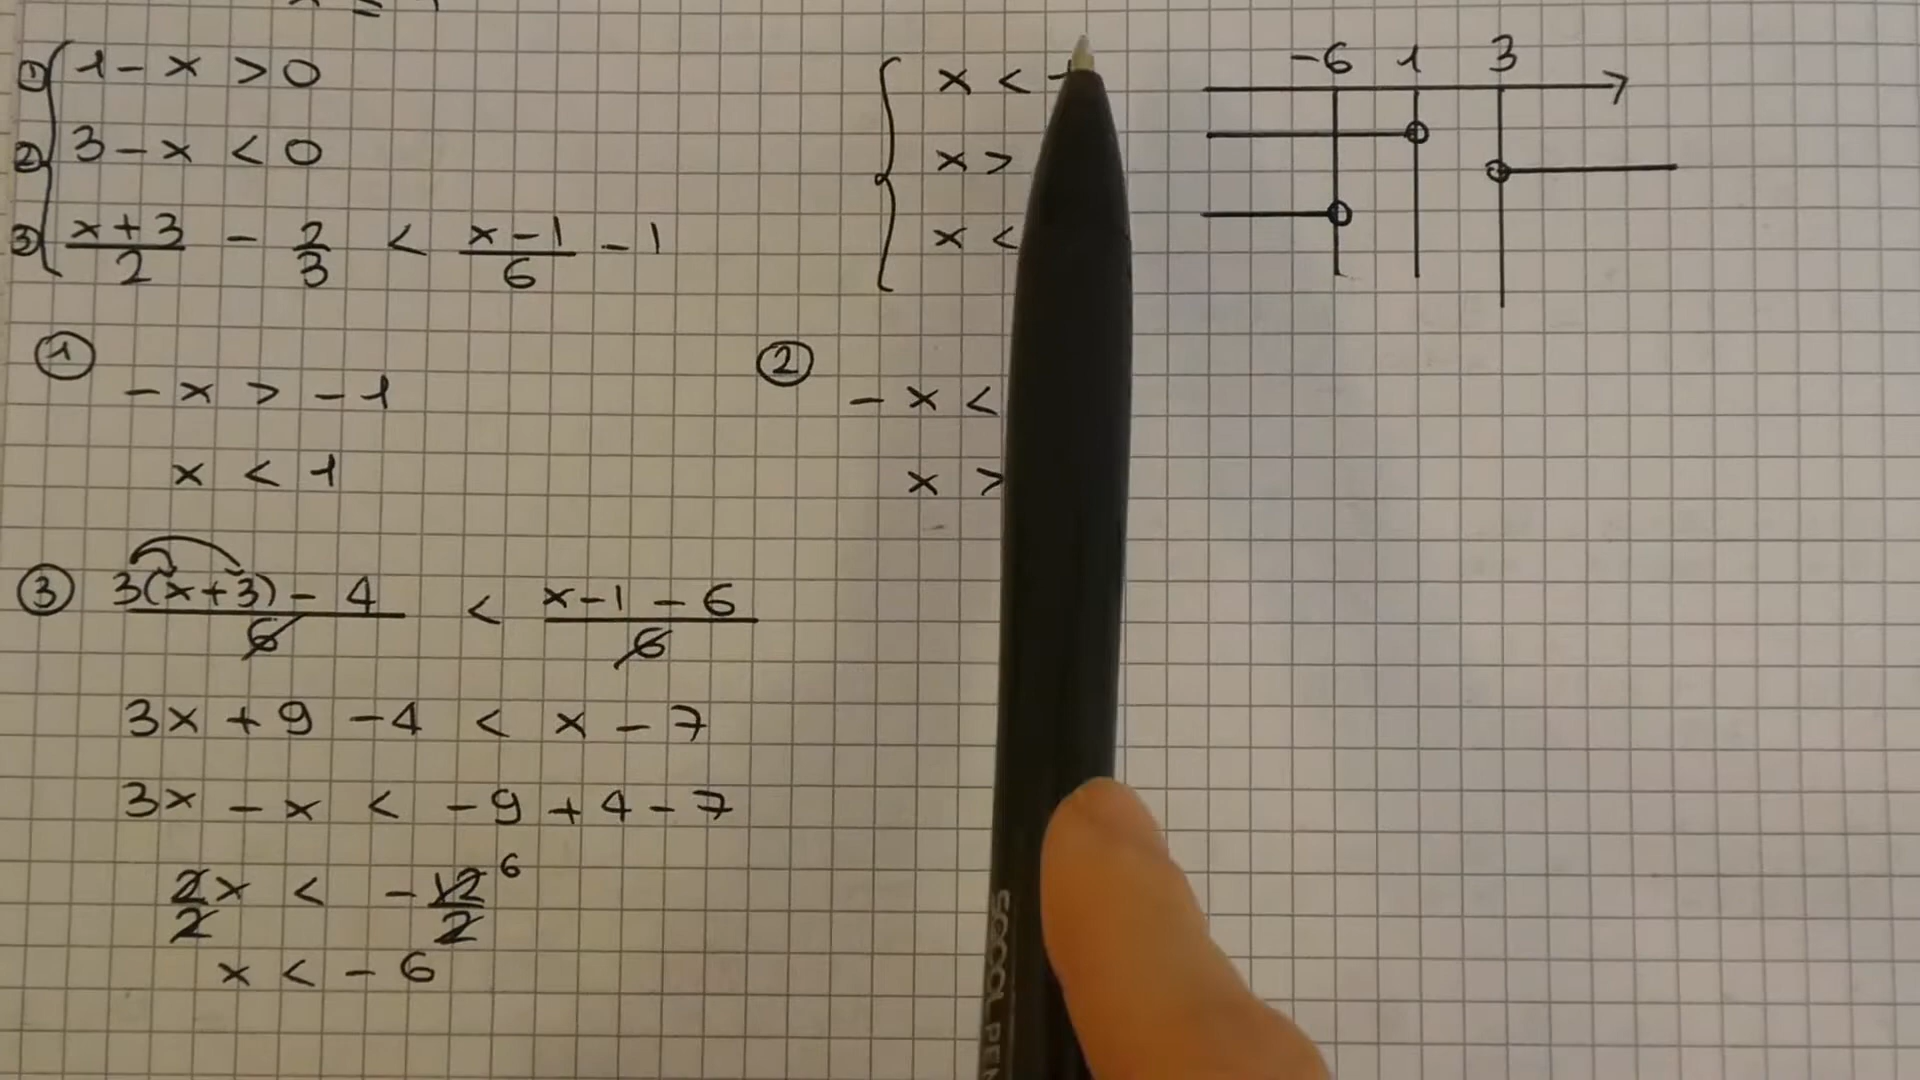 ① 1 - x > 0
② 3 - x < 0
③ x+3/2 - 2/3 < x-1/6 - 1
x <
x >
x <
-6 1 3
①
- x > -1
x < 1
②
- x <
x >
③ 3(x+3) - 4/6 < x-1 - 6/6
3x + 9 - 4 < x - 7
3x - x < -9 + 4 - 7
2x/2 < - 12/2 6
x < - 6